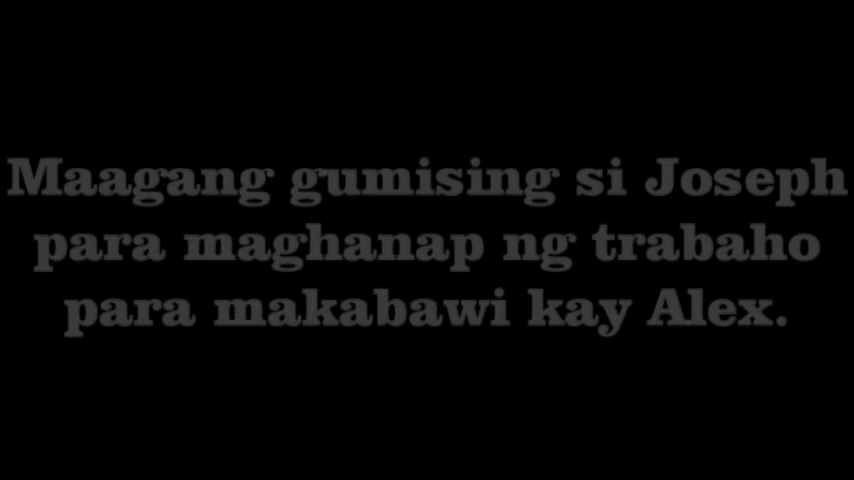 Maagang gumising si Joseph
para maghanap ng trabaho
para makabawi kay Alex.